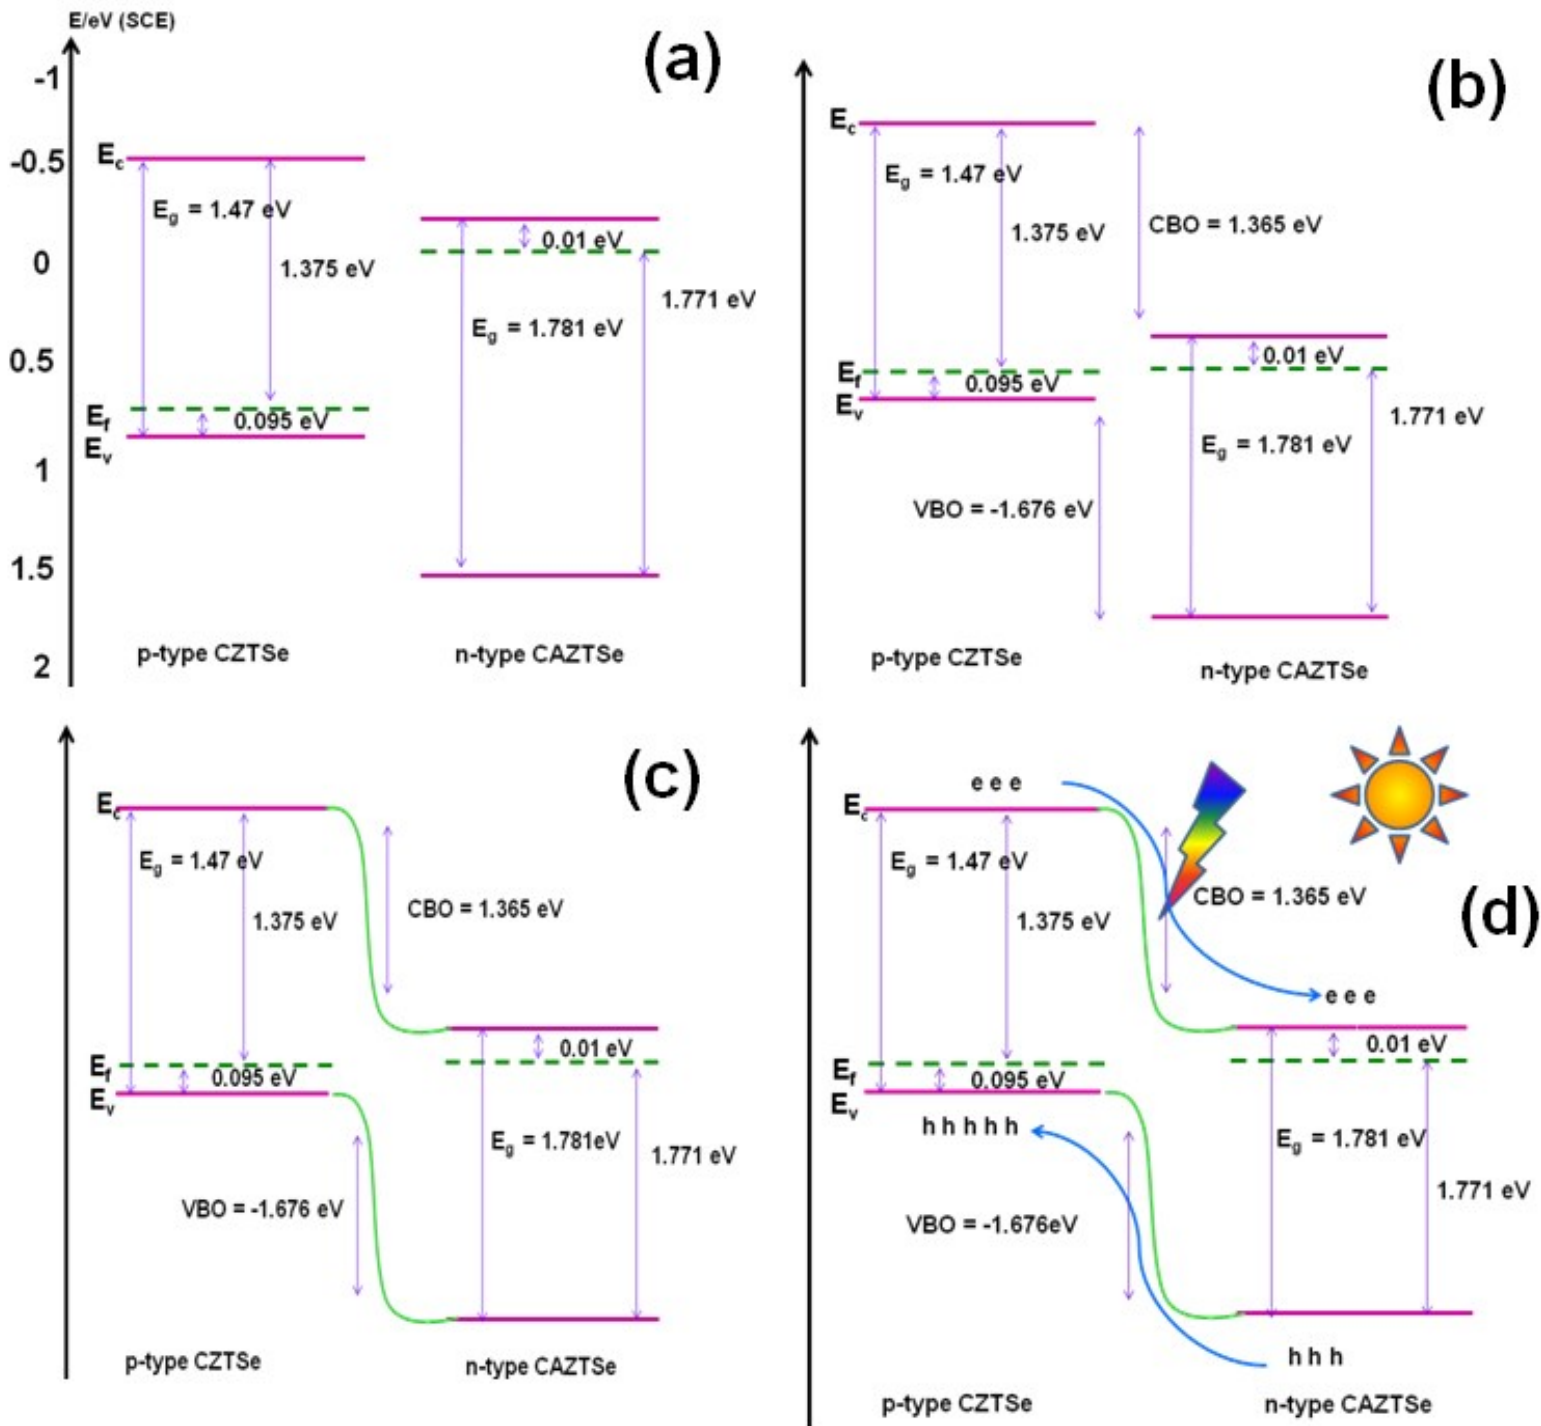 E/eV (SCE)
(a)
-1
-0.5
0
0.5
1
1.5
2
Ec
Eg = 1.47 eV
1.375 eV
Ef
0.095 eV
Ev
0.01 eV
1.771 eV
Eg = 1.781 eV
p-type CZTSe
n-type CAZTSe
(b)
Ec
Eg = 1.47 eV
1.375 eV
CBO = 1.365 eV
Ef
0.095 eV
Ev
0.01 eV
1.771 eV
Eg = 1.781 eV
VBO = -1.676 eV
p-type CZTSe
n-type CAZTSe
(c)
Ec
Eg = 1.47 eV
1.375 eV
CBO = 1.365 eV
Ef
0.095 eV
Ev
0.01 eV
Eg = 1.781eV
1.771 eV
VBO = -1.676 eV
p-type CZTSe
n-type CAZTSe
(d)
e e e
Ec
Eg = 1.47 eV
1.375 eV
CBO = 1.365 eV
e e e
Ef
0.095 eV
Ev
0.01 eV
h h h h h
Eg = 1.781 eV
1.771 eV
VBO = -1.676eV
h h h
p-type CZTSe
n-type CAZTSe